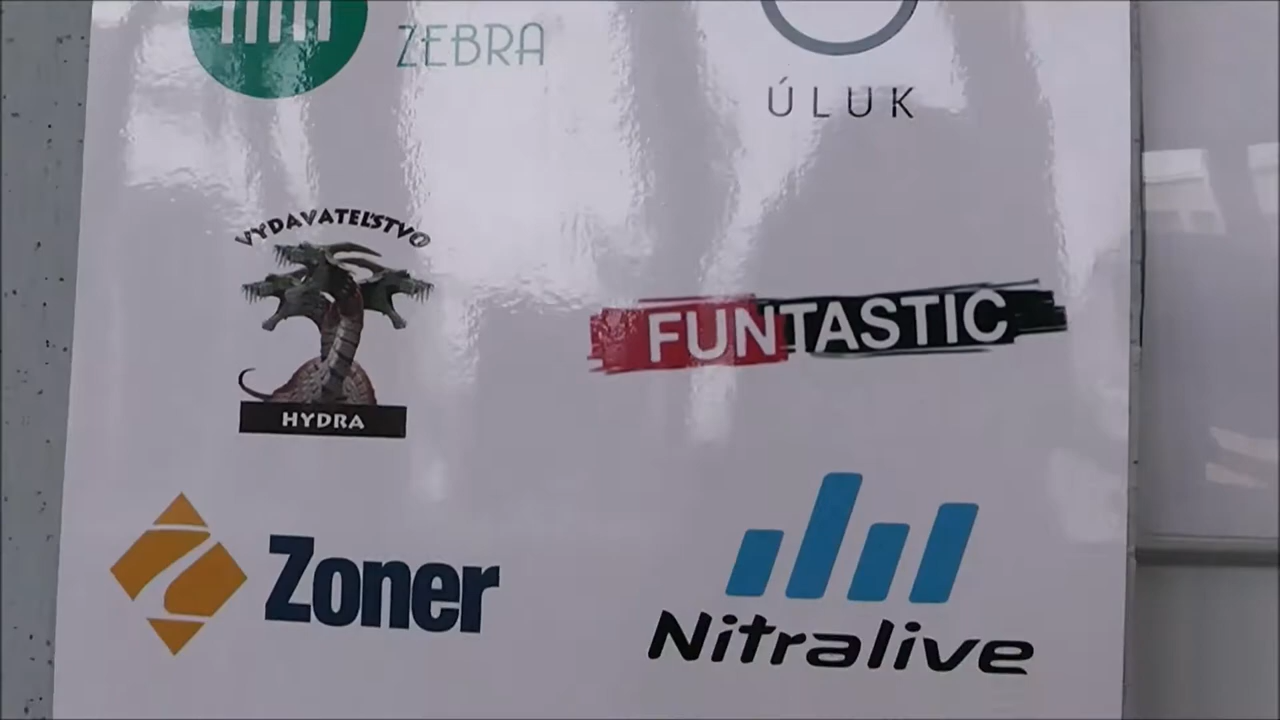 ZEBRA
ÚLUK
VYDAVATEĽSTVO
HYDRA
FUNTASTIC
Zoner
Nitralive